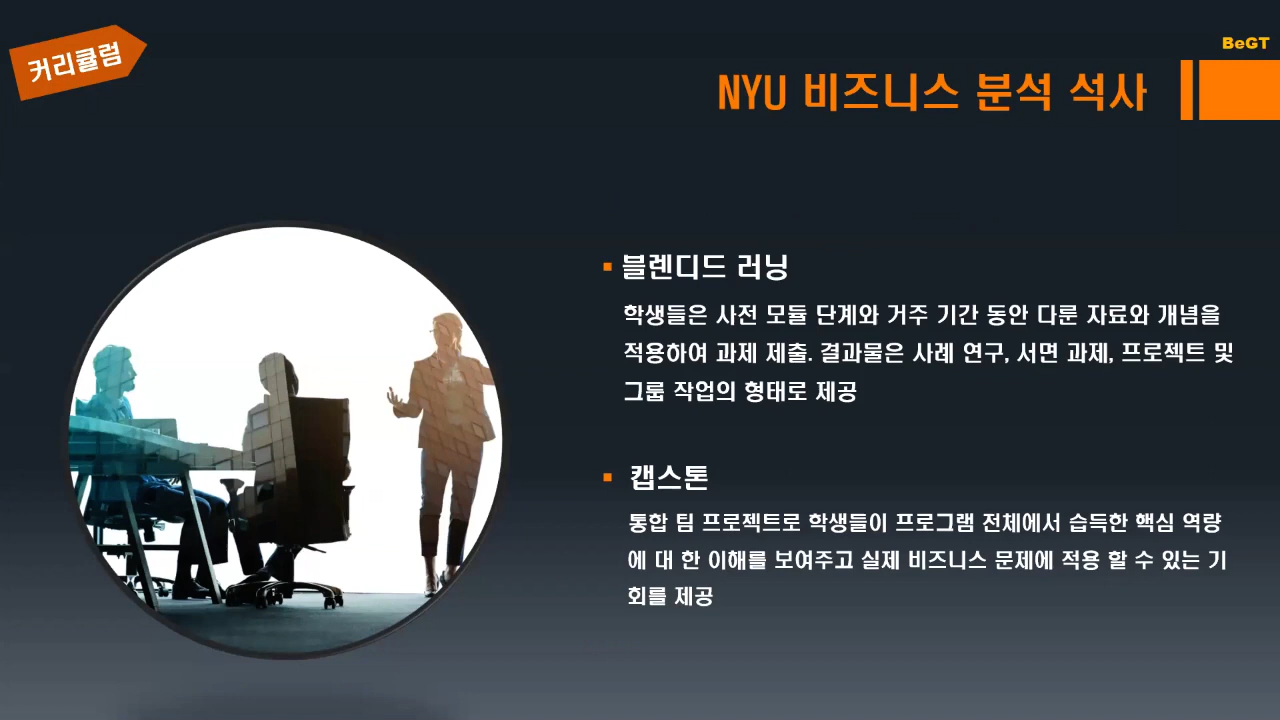 커리큘럼
BeGT
NYU 비즈니스 분석 석사
▪ 블렌디드 러닝
학생들은 사전 모듈 단계와 거주 기간 동안 다룬 자료와 개념을
적용하여 과제 제출. 결과물은 사례 연구, 서면 과제, 프로젝트 및
그룹 작업의 형태로 제공
▪ 캡스톤
통합 팀 프로젝트로 학생들이 프로그램 전체에서 습득한 핵심 역량
에 대 한 이해를 보여주고 실제 비즈니스 문제에 적용 할 수 있는 기
회를 제공